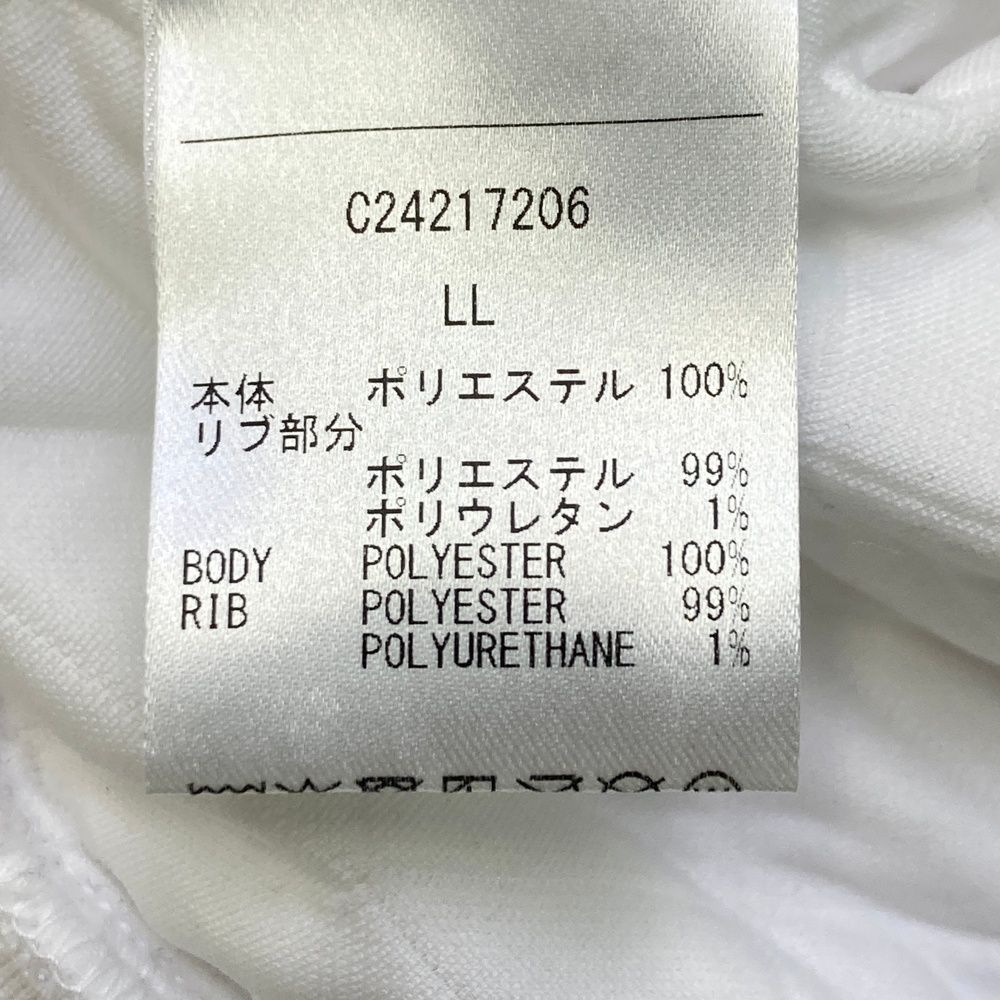 C24217206
LL
本体 ポリエステル 100%
リブ部分
ポリエステル 99%
ポリウレタン 1%
BODY POLYESTER 100%
RIB POLYESTER 99%
POLYURETHANE 1%